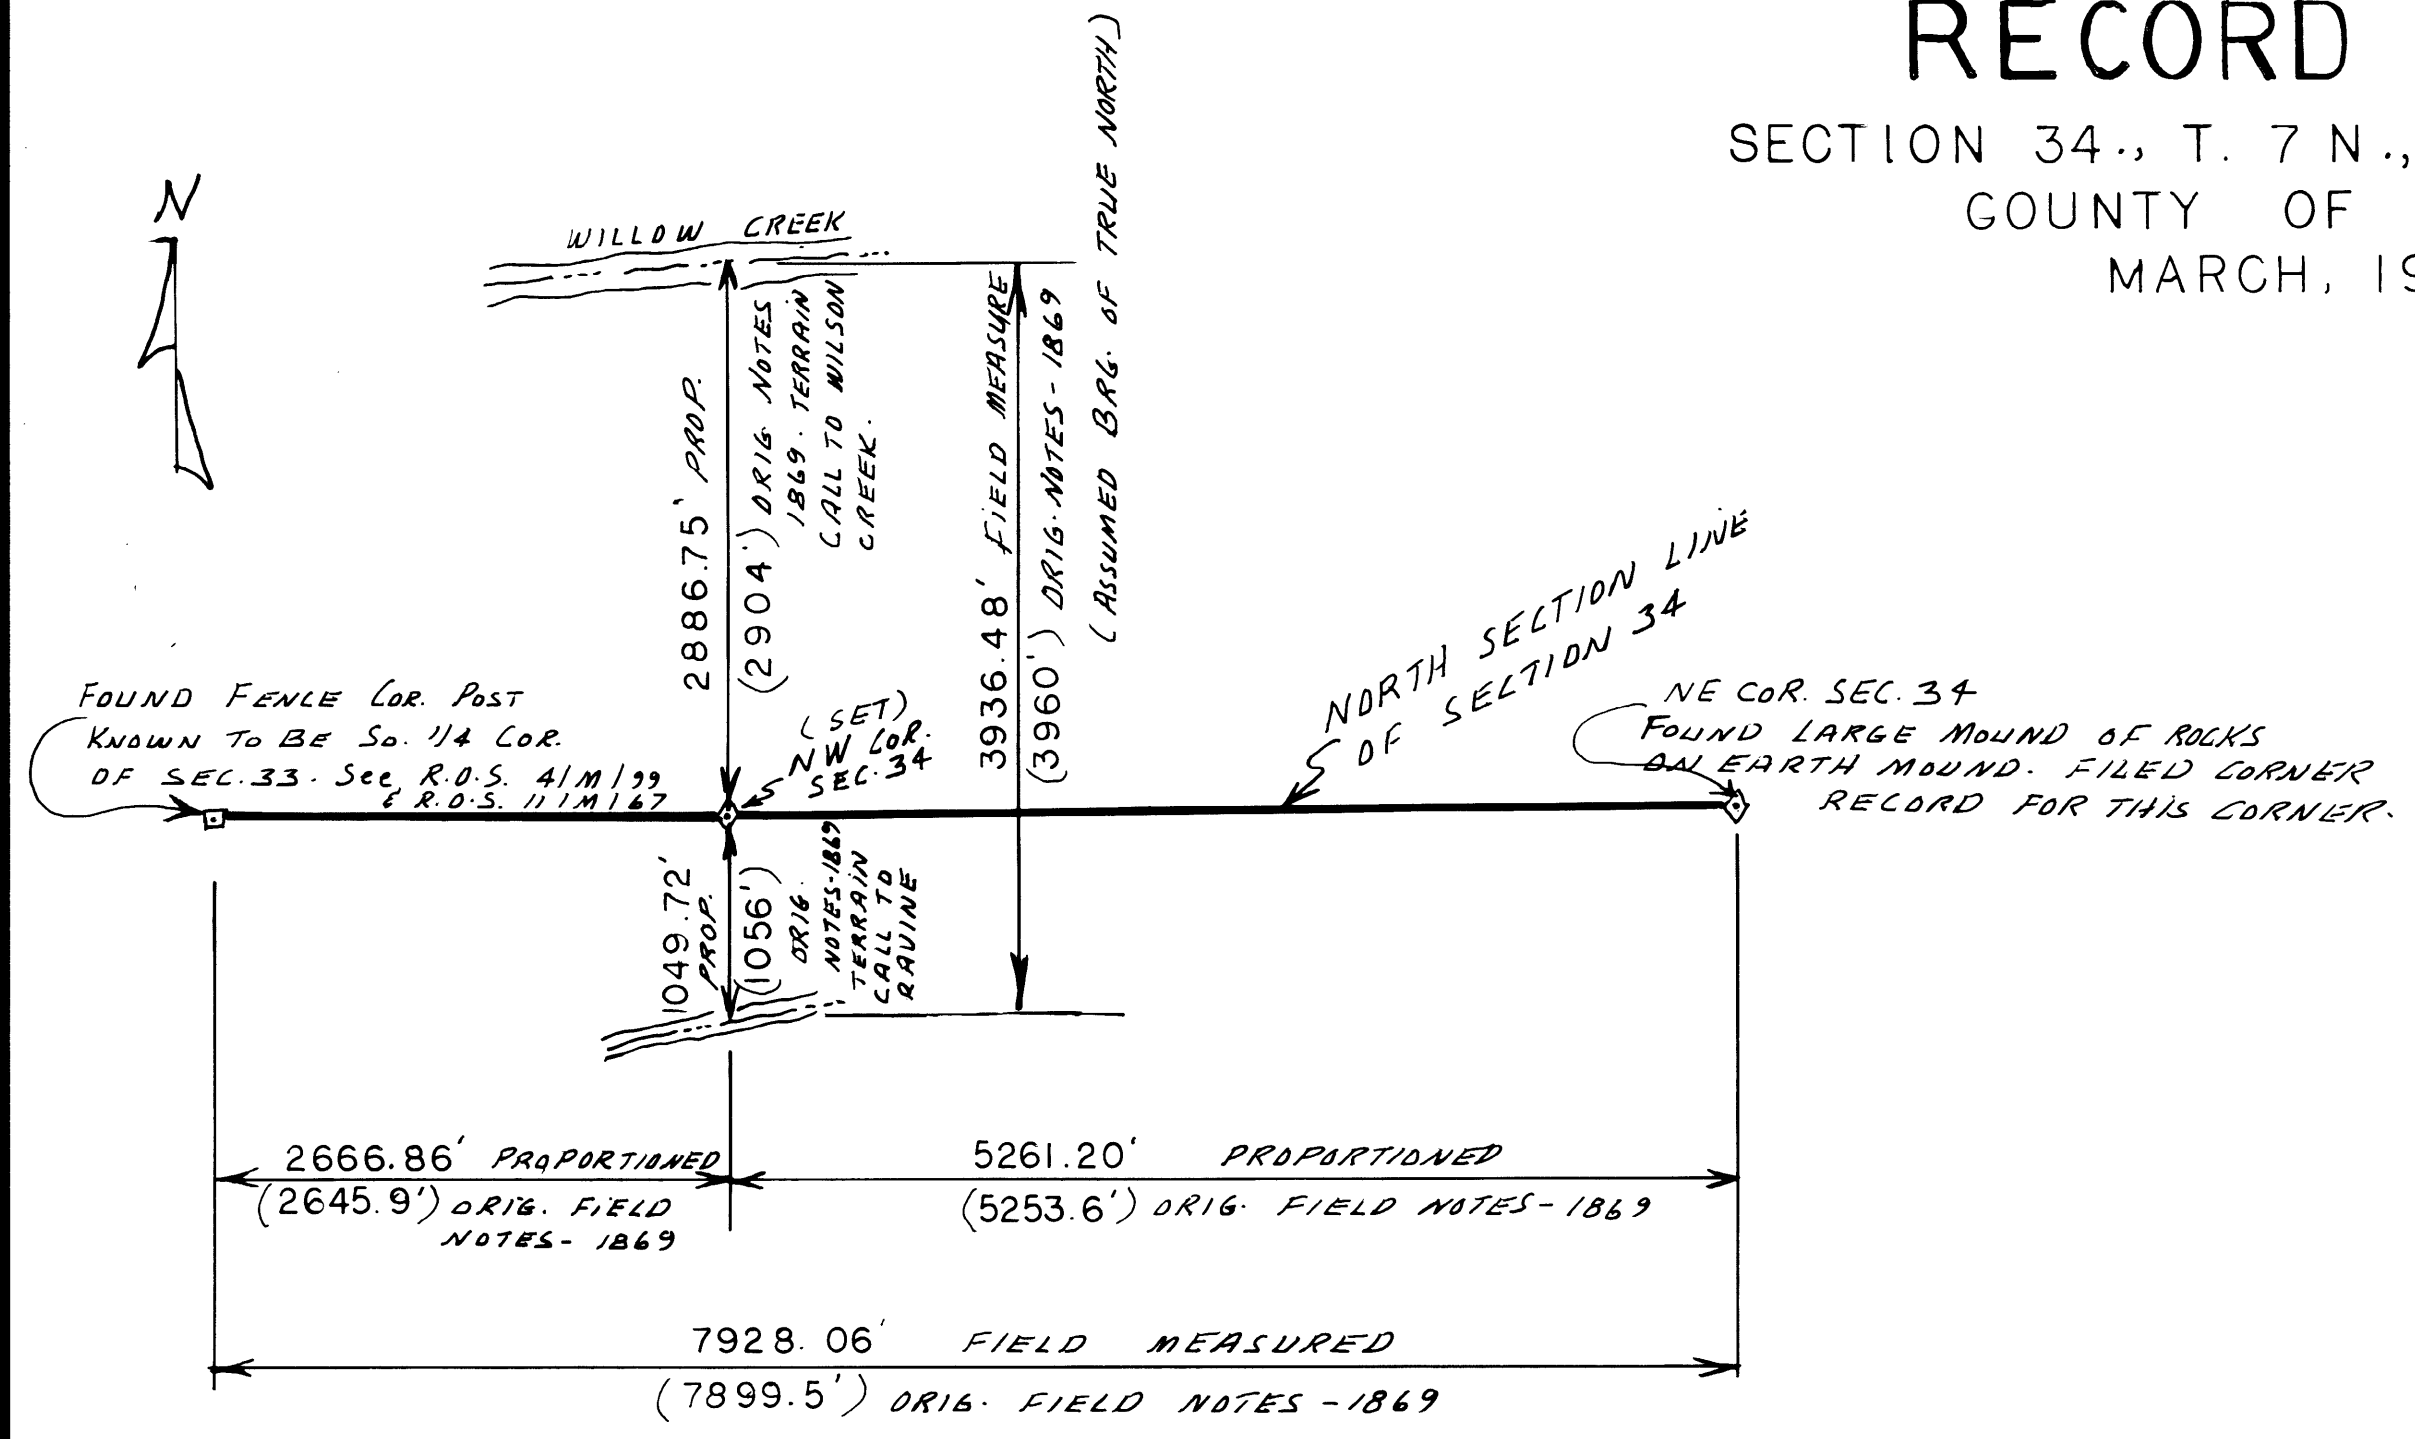 RECORD
SECTION 34., T. 7 N.,
COUNTY OF
MARCH, 19
N
WILLOW CREEK
2886.75' PROP.
(2904') ORIG. NOTES
1869. TERRAIN
CALL TO WILSON
CREEK.
3936.48' FIELD MEASURE
(3960') ORIG. NOTES - 1869
(ASSUMED BRG. OF TRUE NORTH)
NORTH SECTION LINE
OF SECTION 34
FOUND FENCE COR. POST
KNOWN TO BE SO. 1/4 COR.
OF SEC. 33. See R.O.S. 4/M/99
& R.O.S. 11/M/67
(SET)
NW COR.
SEC. 34
NE COR. SEC. 34
FOUND LARGE MOUND OF ROCKS
ON EARTH MOUND. FILED CORNER
RECORD FOR THIS CORNER.
1049.72'
PROP.
(1056')
ORIG.
NOTES-1869
TERRAIN
CALL TO
RAVINE
2666.86' PROPORTIONED
(2645.9') ORIG. FIELD
NOTES - 1869
5261.20' PROPORTIONED
(5253.6') ORIG. FIELD NOTES - 1869
7928.06' FIELD MEASURED
(7899.5') ORIG. FIELD NOTES - 1869